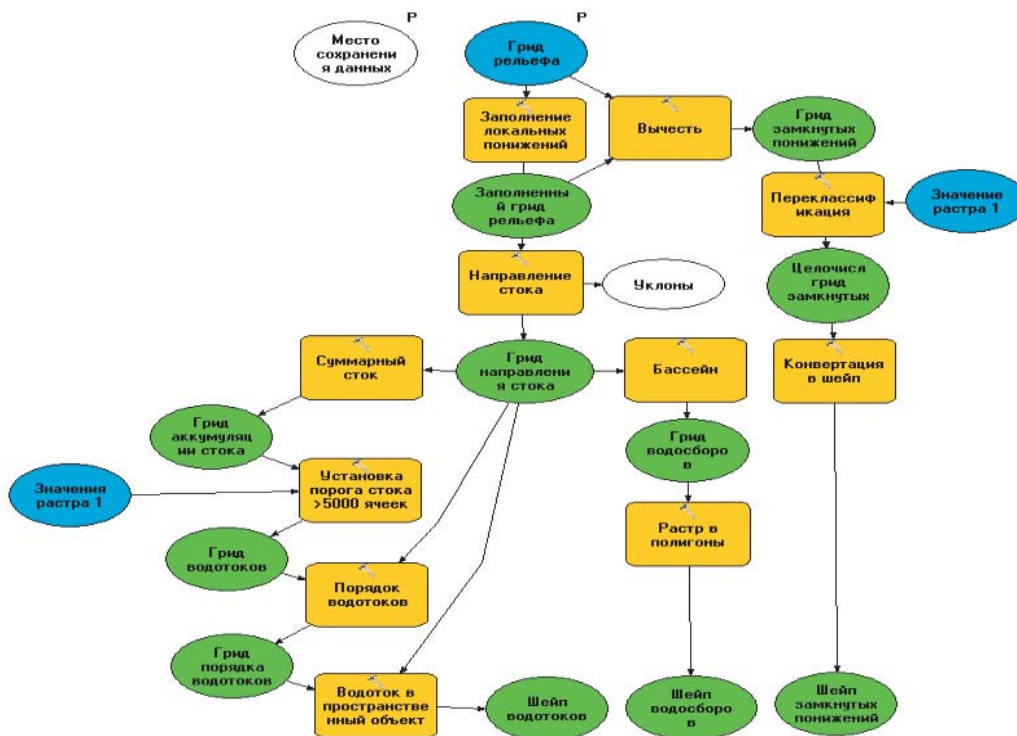 P
P
Место
сохранени
я данных
Грид
рельефа
Заполнение
локальных
понижений
Вычесть
Грид
замкнутых
понижений
Заполненны
й грид
рельефа
Переклассиф
икация
Значение
растра 1
Направление
стока
Уклоны
Целочисл
грид
замкнутых
Суммарный
сток
Грид
направлени
я стока
Бассейн
Конвертация
в шейп
Грид
аккумуляц
ии стока
Грид
водосборо
в
Значения
растра 1
Установка
порога стока
>5000 ячеек
Растр в
полигоны
Грид
водотоков
Порядок
водотоков
Грид
порядка
водотоков
Водоток в
простраństве
нный объект
Шейп
водотоков
Шейп
водосборо
в
Шейп
замкнутых
понижений